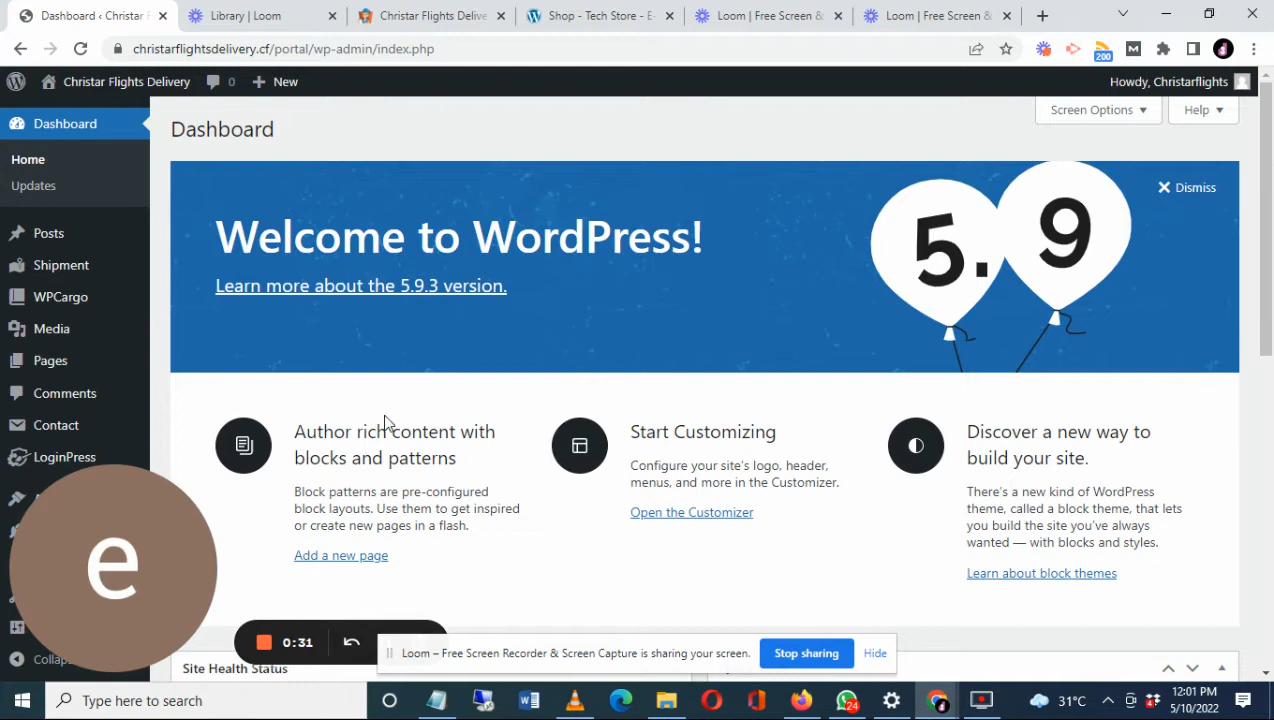 Dashboard ‹ Christar F
Library | Loom
Christar Flights Delive
Shop - Tech Store - E-
Loom | Free Screen &
Loom | Free Screen &
christarflightsdelivery.cf/portal/wp-admin/index.php
200
M
Christar Flights Delivery
0
New
Howdy, Christarflights
Dashboard
Home
Updates
Posts
Shipment
WPCargo
Media
Pages
Comments
Contact
LoginPress
Dashboard
Screen Options
Help
Welcome to WordPress!
Learn more about the 5.9.3 version.
5.9
Dismiss
Author rich content with
blocks and patterns
Block patterns are pre-configured
block layouts. Use them to get inspired
or create new pages in a flash.
Add a new page
Start Customizing
Configure your site's logo, header,
menus, and more in the Customizer.
Open the Customizer
Discover a new way to
build your site.
There's a new kind of WordPress
theme, called a block theme, that lets
you build the site you've always
wanted — with blocks and styles.
Learn about block themes
e
0:31
Loom – Free Screen Recorder & Screen Capture is sharing your screen.
Stop sharing
Hide
Site Health Status
Type here to search
24
31°C
12:01 PM
5/10/2022